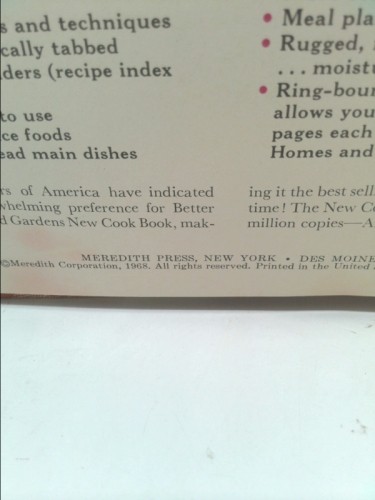 s and techniques
cally tabbed
ders (recipe index
to use
ce foods
ead main dishes
• Meal pla
• Rugged,
... moistu
• Ring-bour
allows you
pages each
Homes and
rs of America have indicated
whelming preference for Better
d Gardens New Cook Book, mak-
ing it the best sell
time! The New Co
million copies—A
MEREDITH PRESS, NEW YORK • DES MOINE
©Meredith Corporation, 1968. All rights reserved. Printed in the United